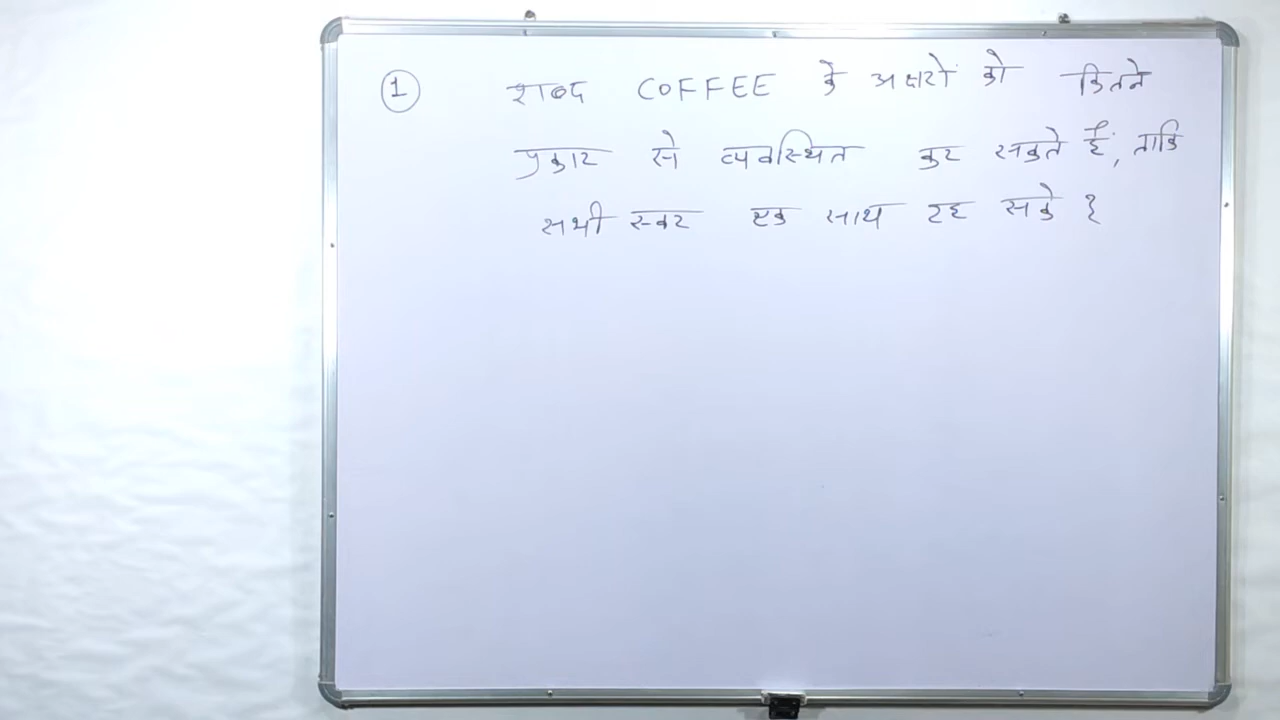 ① शब्द COFFEE के अक्षरों को कितने
प्रकार से व्यवस्थित कर सकते हैं, ताकि
सभी स्वर एक साथ रह सके ?